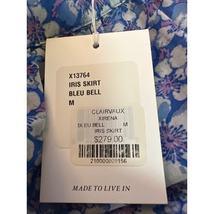 X13764
IRIS SKIRT
BLEU BELL
M
CLAIRVAUX
XIRENA
BLEU BELL M
IRIS SKIRT
$279.00
MADE TO LIVE IN